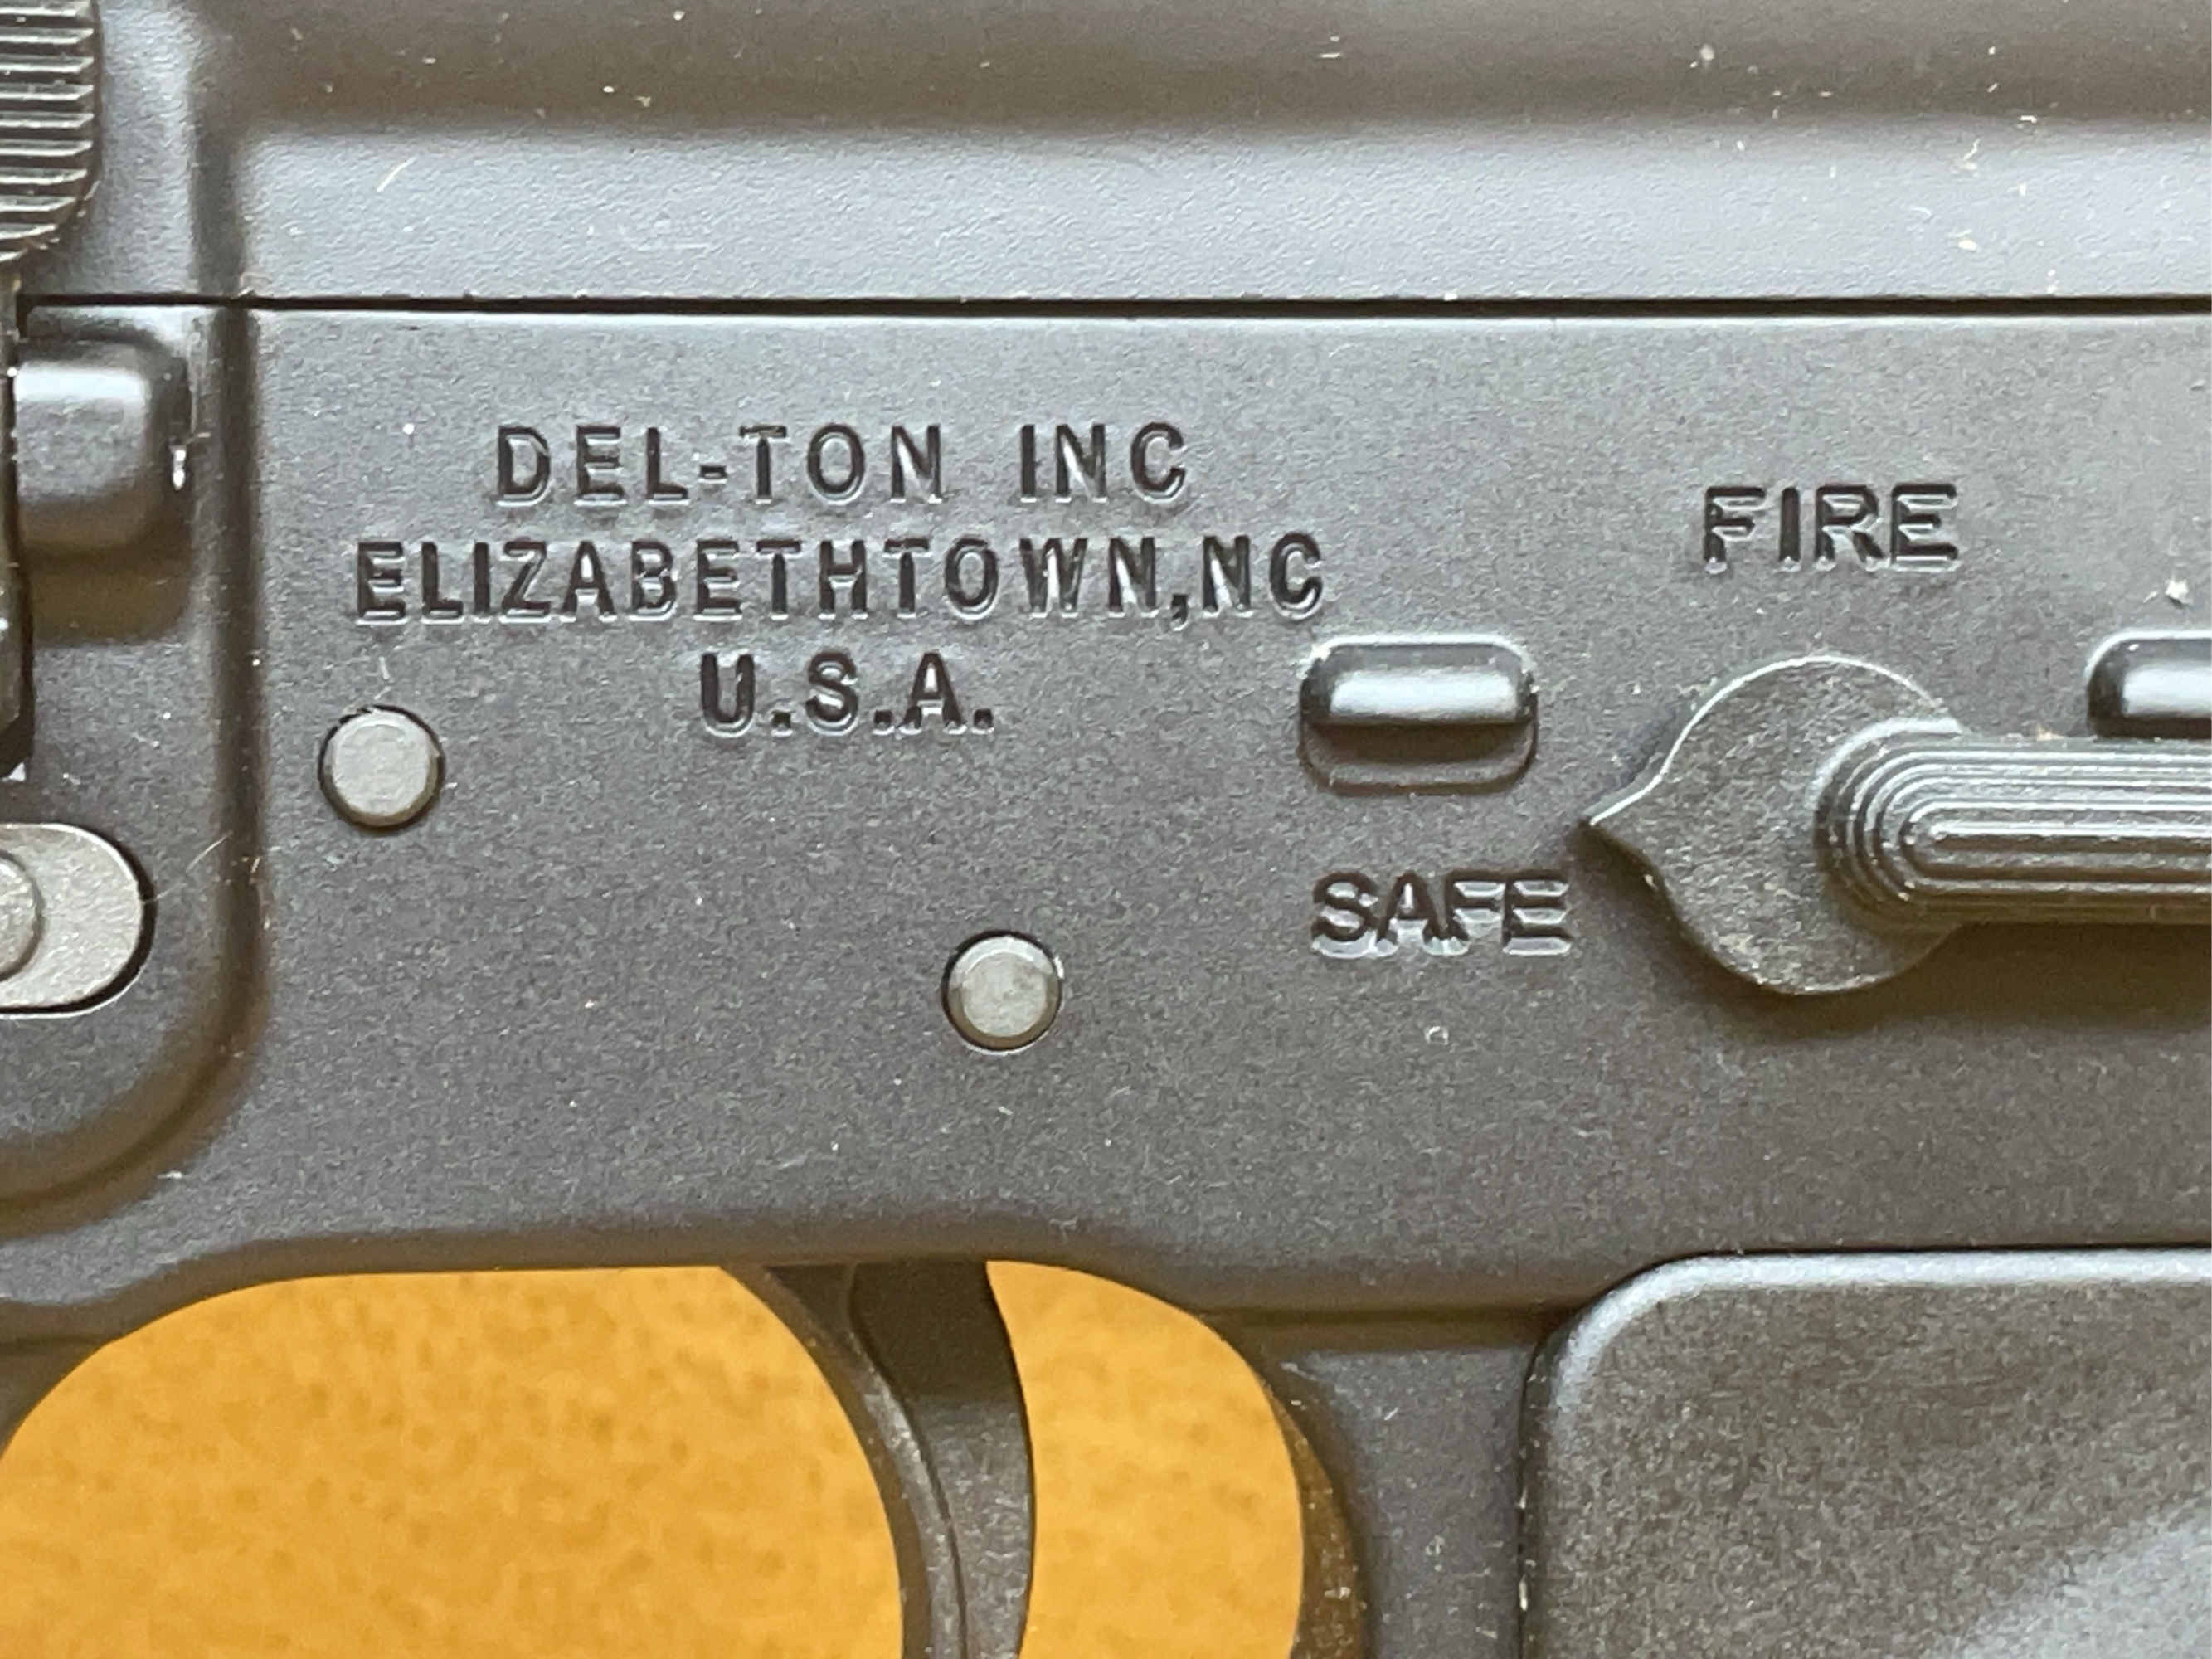 DEL-TON INC
ELIZABETHTOWN,NC
U.S.A.
FIRE
SAFE